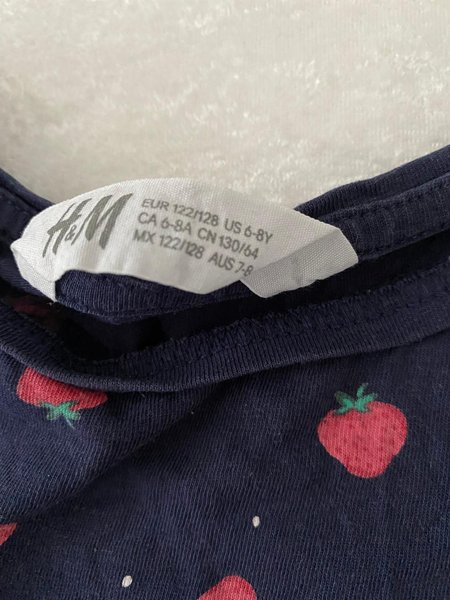 H&M
EUR 122/128 US 6-8Y
CA 6-8A CN 130/64
MX 122/128 AUS 7-8